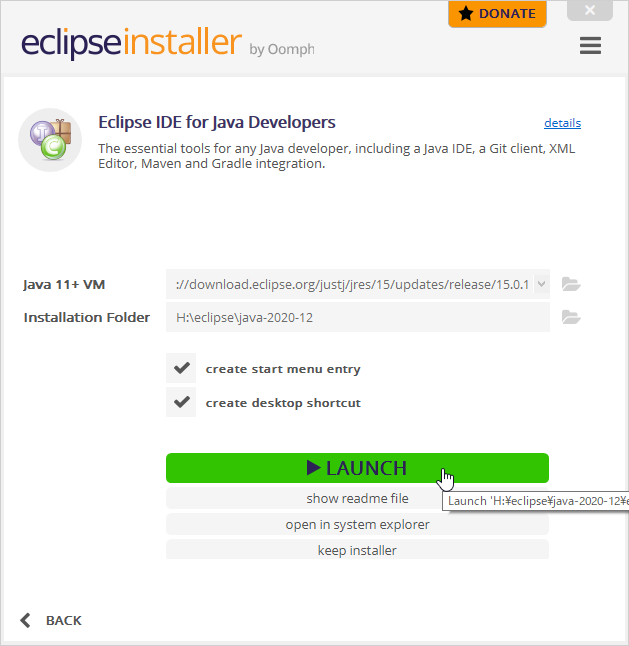 DONATE
eclipseinstaller by Oomph
Eclipse IDE for Java Developers details
The essential tools for any Java developer, including a Java IDE, a Git client, XML
Editor, Maven and Gradle integration.
Java 11+ VM ://download.eclipse.org/justj/jres/15/updates/release/15.0.1
Installation Folder H:\eclipse\java-2020-12
create start menu entry
create desktop shortcut
LAUNCH
show readme file
Launch 'H:¥eclipse¥java-2020-12¥e
open in system explorer
keep installer
BACK